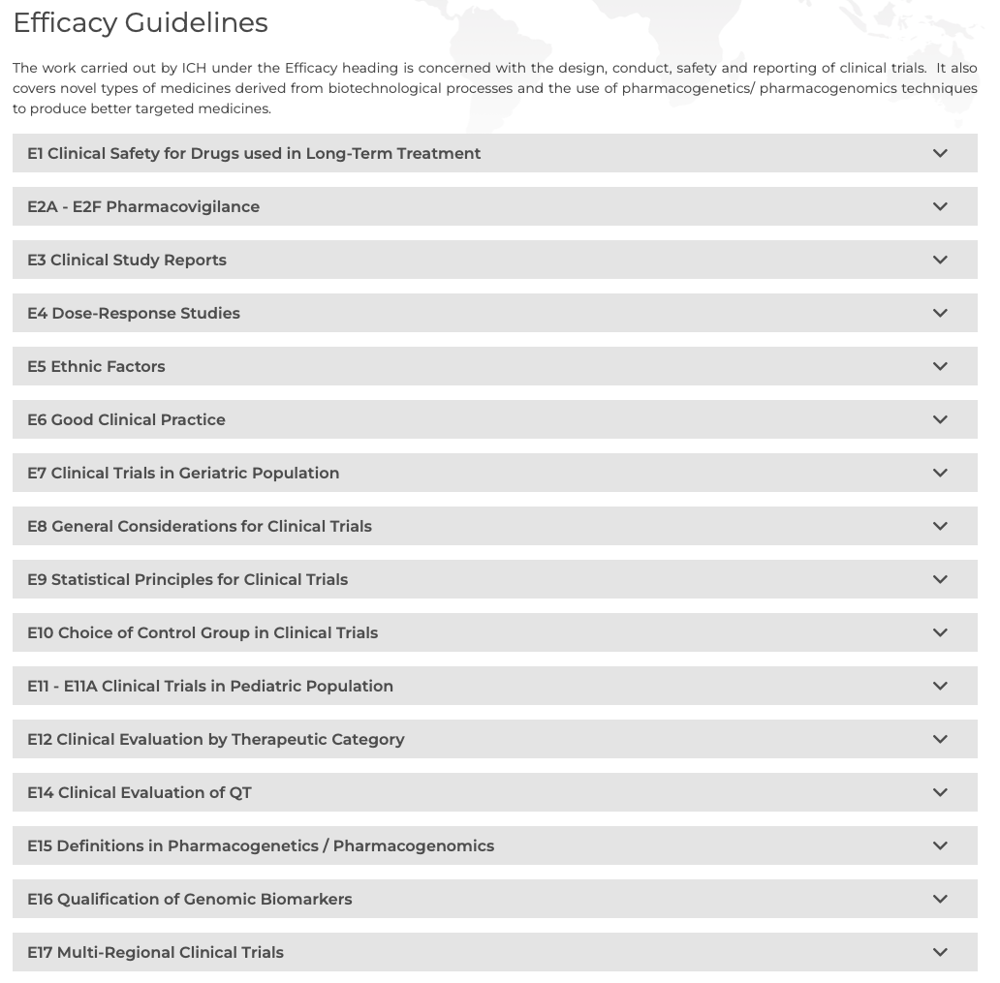 Efficacy Guidelines
The work carried out by ICH under the Efficacy heading is concerned with the design, conduct, safety and reporting of clinical trials. It also
covers novel types of medicines derived from biotechnological processes and the use of pharmacogenetics/ pharmacogenomics techniques
to produce better targeted medicines.
E1 Clinical Safety for Drugs used in Long-Term Treatment
E2A - E2F Pharmacovigilance
E3 Clinical Study Reports
E4 Dose-Response Studies
E5 Ethnic Factors
E6 Good Clinical Practice
E7 Clinical Trials in Geriatric Population
E8 General Considerations for Clinical Trials
E9 Statistical Principles for Clinical Trials
E10 Choice of Control Group in Clinical Trials
E11 - E11A Clinical Trials in Pediatric Population
E12 Clinical Evaluation by Therapeutic Category
E14 Clinical Evaluation of QT
E15 Definitions in Pharmacogenetics / Pharmacogenomics
E16 Qualification of Genomic Biomarkers
E17 Multi-Regional Clinical Trials